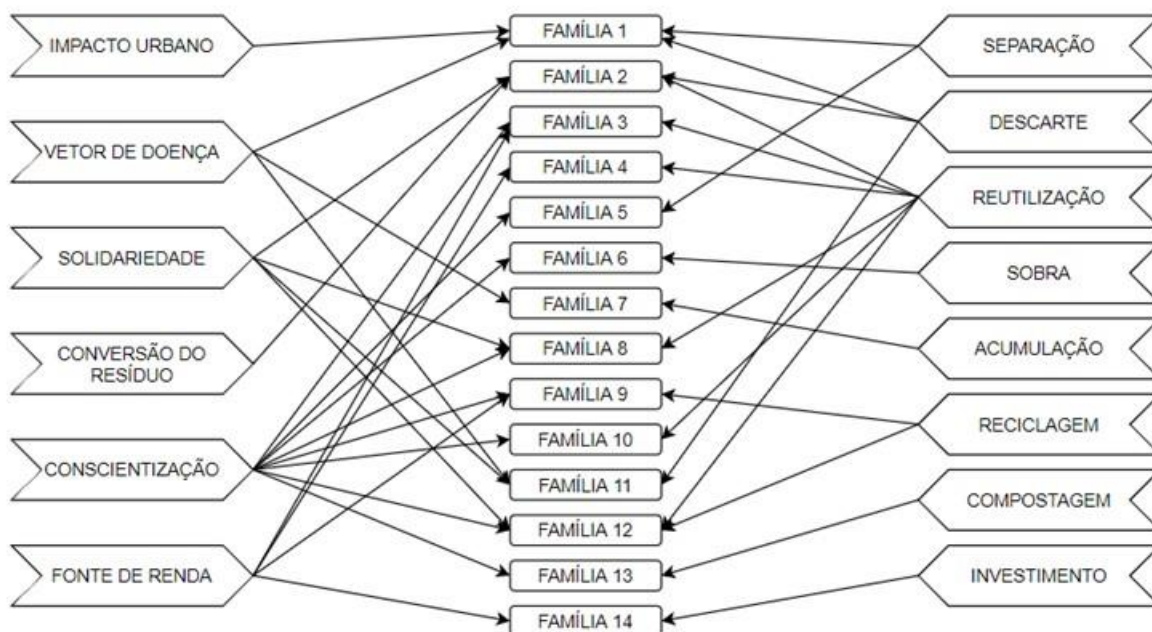 IMPACTO URBANO
VETOR DE DOENÇA
SOLIDARIEDADE
CONVERSÃO DO
RESÍDUO
CONSCIENTIZAÇÃO
FONTE DE RENDA
FAMÍLIA 1
FAMÍLIA 2
FAMÍLIA 3
FAMÍLIA 4
FAMÍLIA 5
FAMÍLIA 6
FAMÍLIA 7
FAMÍLIA 8
FAMÍLIA 9
FAMÍLIA 10
FAMÍLIA 11
FAMÍLIA 12
FAMÍLIA 13
FAMÍLIA 14
SEPARAÇÃO
DESCARTE
REUTILIZAÇÃO
SOBRA
ACUMULAÇÃO
RECICLAGEM
COMPOSTAGEM
INVESTIMENTO